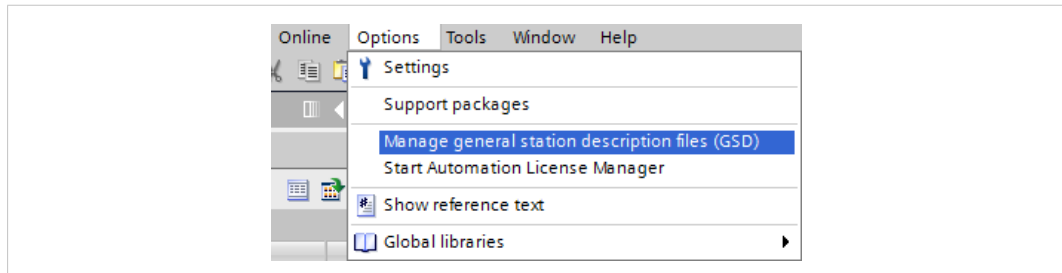 Online Options Tools Window Help
Settings
Support packages
Manage general station description files (GSD)
Start Automation License Manager
Show reference text
Global libraries